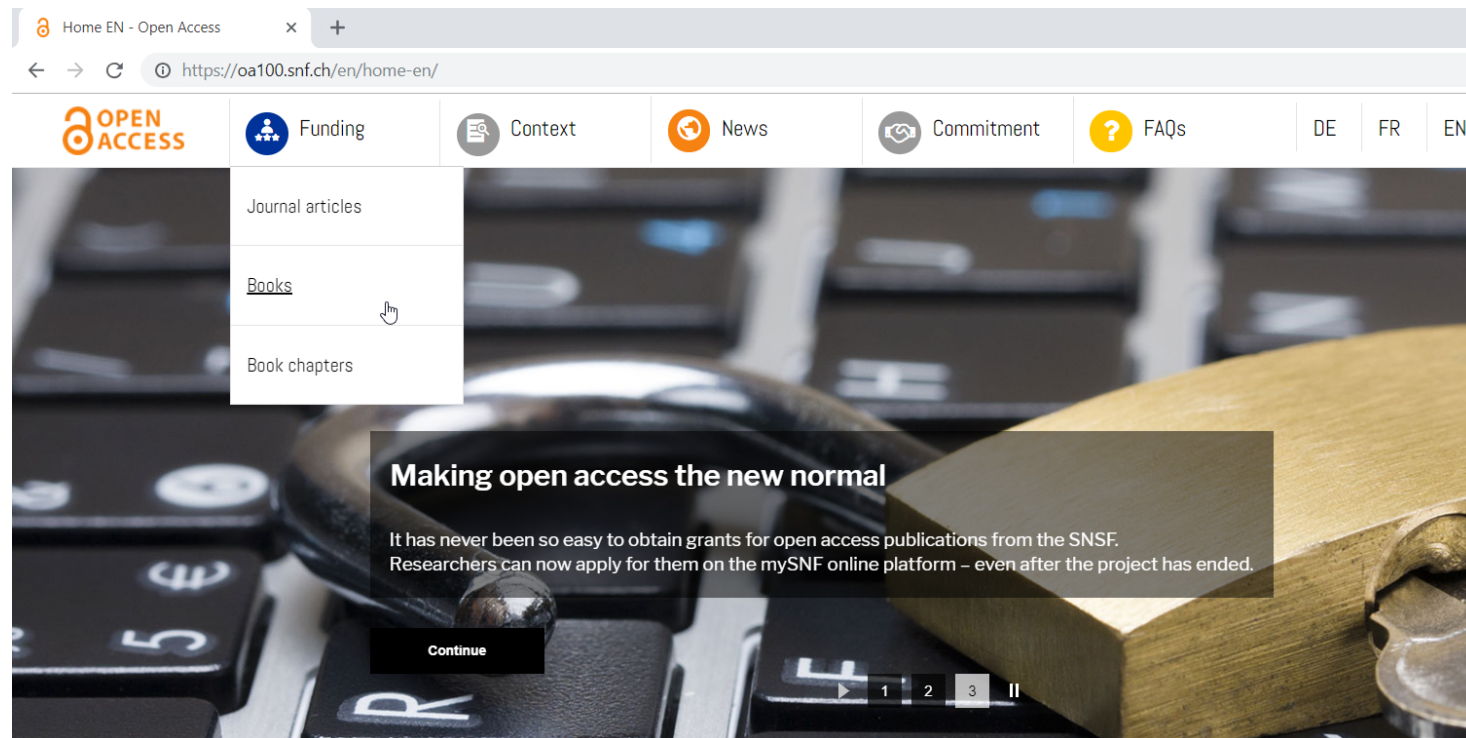 Home EN - Open Access
https://oa100.snf.ch/en/home-en/
OPEN
ACCESS
Funding
Context
News
Commitment
FAQs
DE
FR
EN
Journal articles
Books
Book chapters
Making open access the new normal
It has never been so easy to obtain grants for open access publications from the SNSF.
Researchers can now apply for them on the mySNF online platform – even after the project has ended.
Continue
1 2 3
& € 5 R F